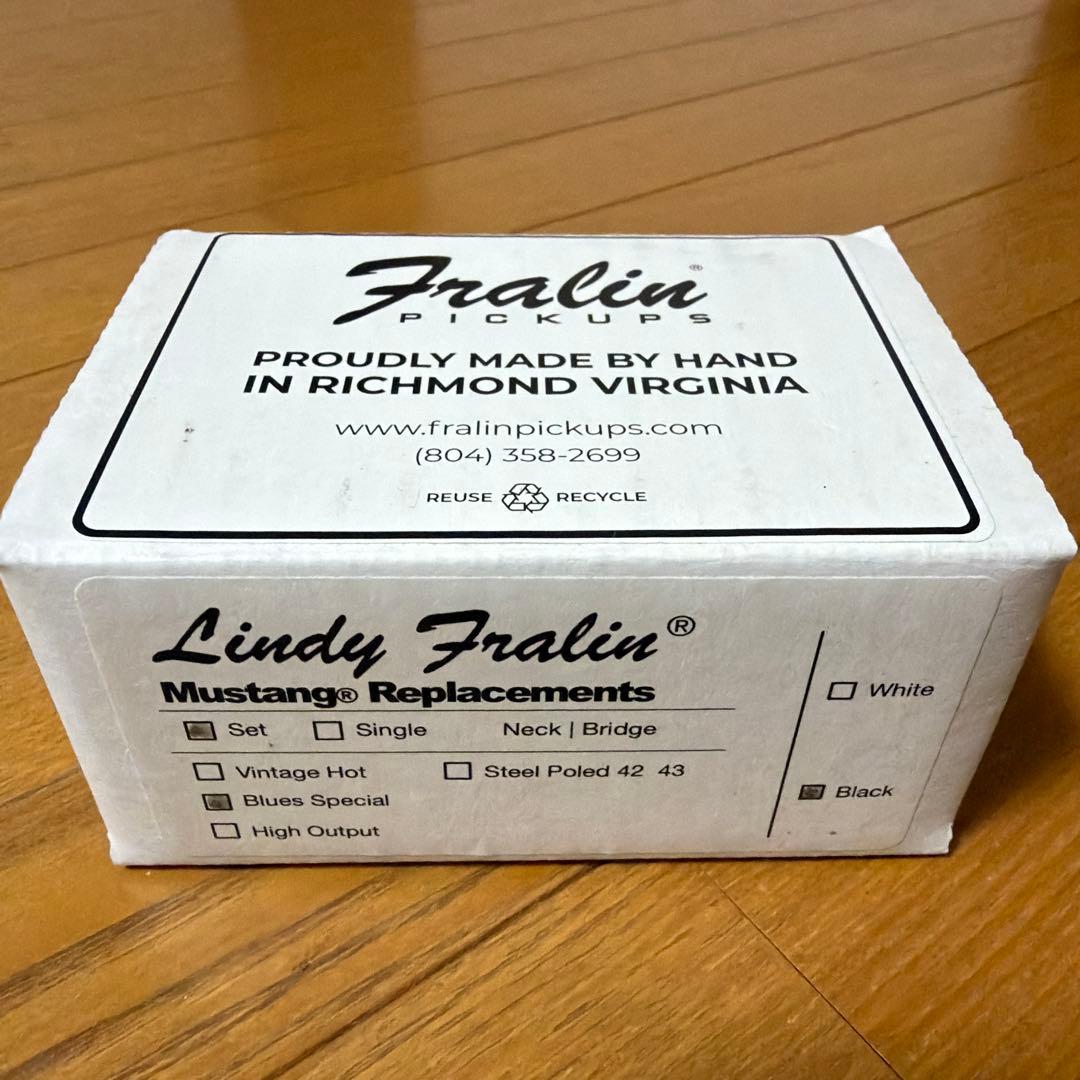 Fralin®
PICKUPS
PROUDLY MADE BY HAND
IN RICHMOND VIRGINIA
www.fralinpickups.com
(804) 358-2699
REUSE RECYCLE
Lindy Fralin®
Mustang® Replacements
Set Single Neck | Bridge
Vintage Hot Steel Poled 42 43
Blues Special
High Output
White
Black